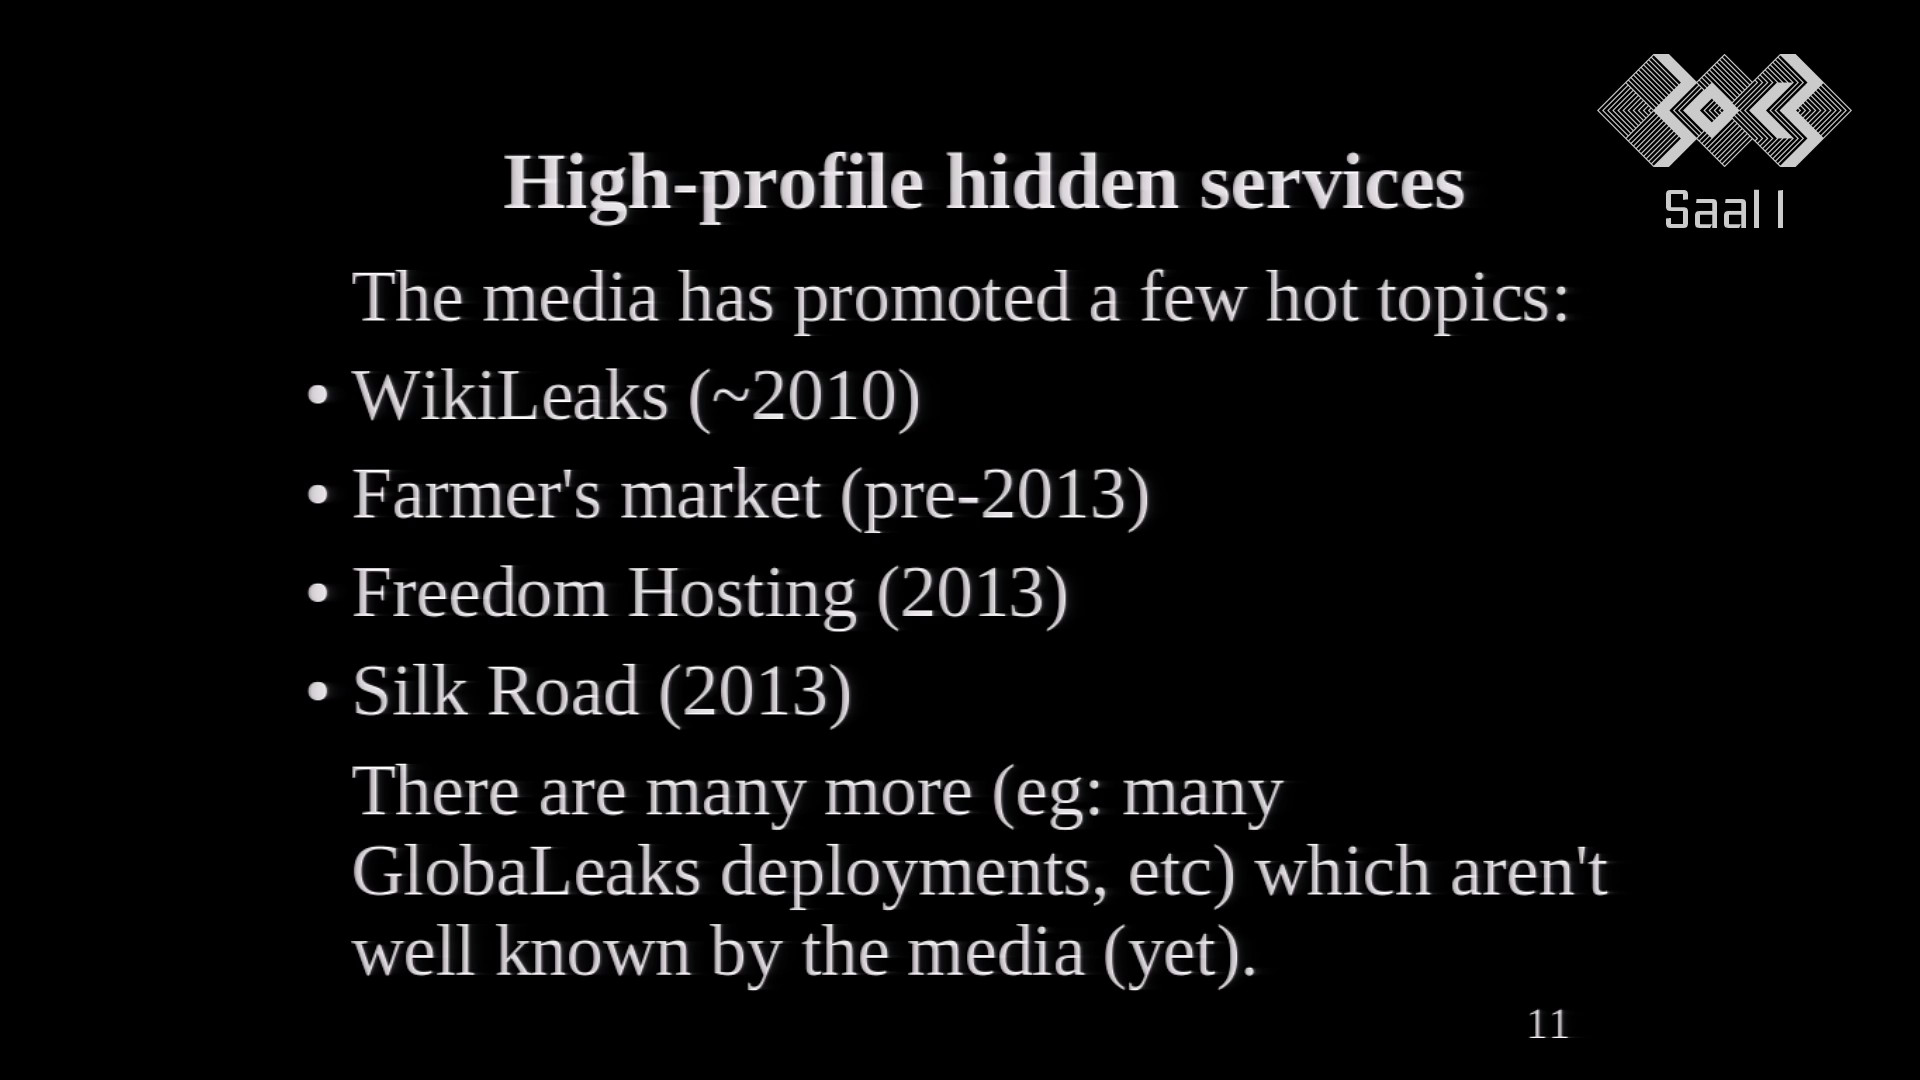 High-profile hidden services
Saal 1
The media has promoted a few hot topics:
• WikiLeaks (~2010)
• Farmer's market (pre-2013)
• Freedom Hosting (2013)
• Silk Road (2013)
There are many more (eg: many
GlobaLeaks deployments, etc) which aren't
well known by the media (yet).
11